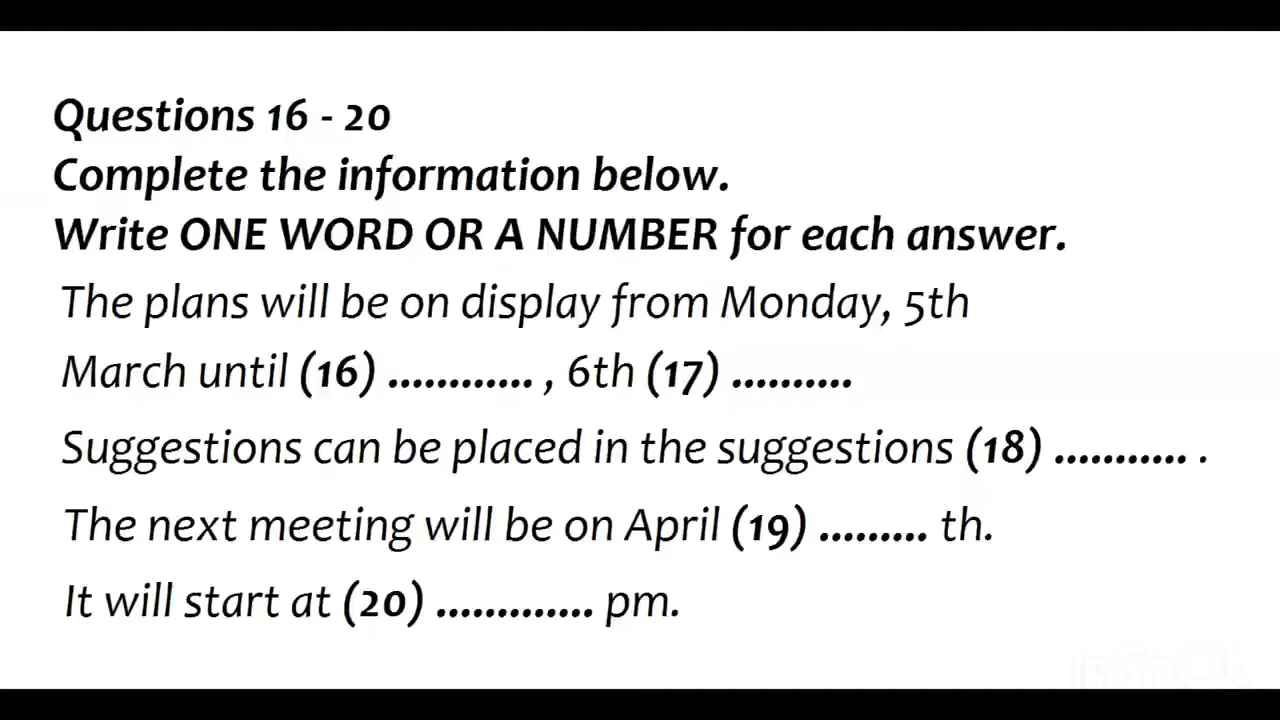 Questions 16 - 20
Complete the information below.
Write ONE WORD OR A NUMBER for each answer.
The plans will be on display from Monday, 5th
March until (16) ............ , 6th (17) ..........
Suggestions can be placed in the suggestions (18) ........... .
The next meeting will be on April (19) ......... th.
It will start at (20) ............. pm.